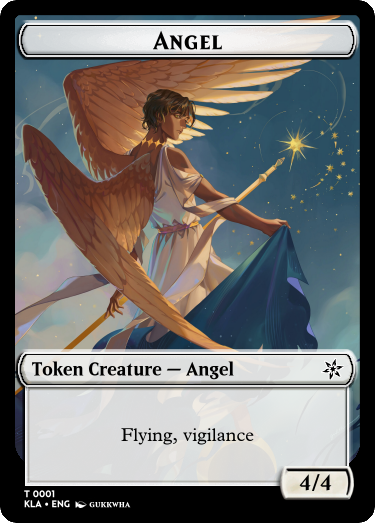 ANGEL
Token Creature — Angel
Flying, vigilance
4/4
T 0001
KLA • ENG GUKKWHA